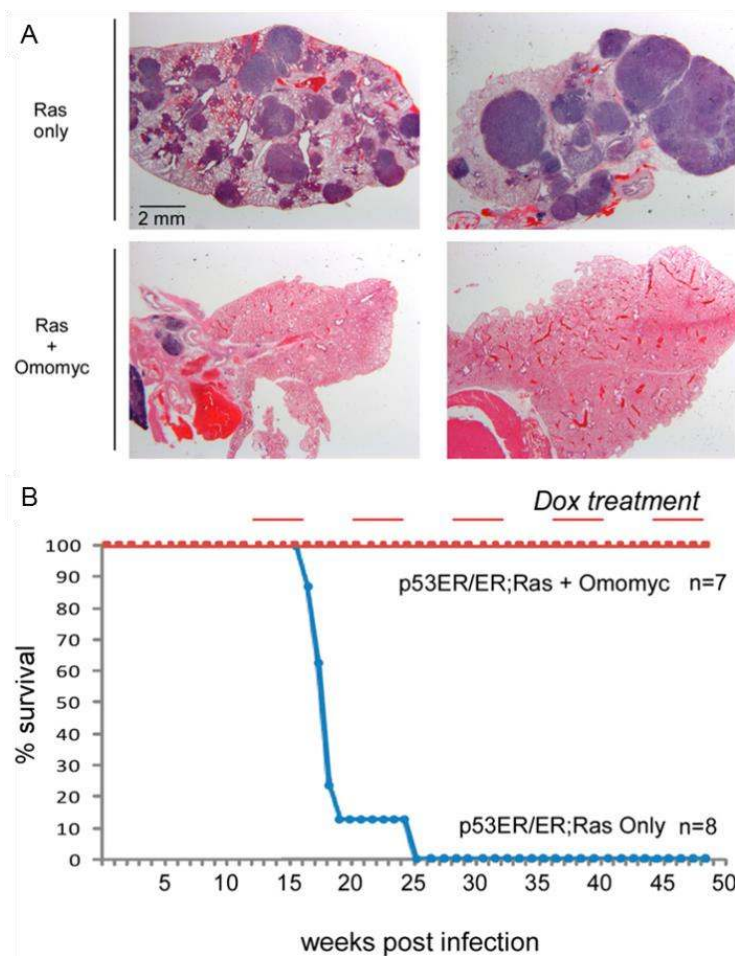 A
Ras
only
2 mm
Ras
+
Omomyc
B
Dox treatment
100
90
80
70
60
50
40
30
20
10
0
% survival
p53ER/ER;Ras + Omomyc n=7
p53ER/ER;Ras Only n=8
5 10 15 20 25 30 35 40 45 50
weeks post infection